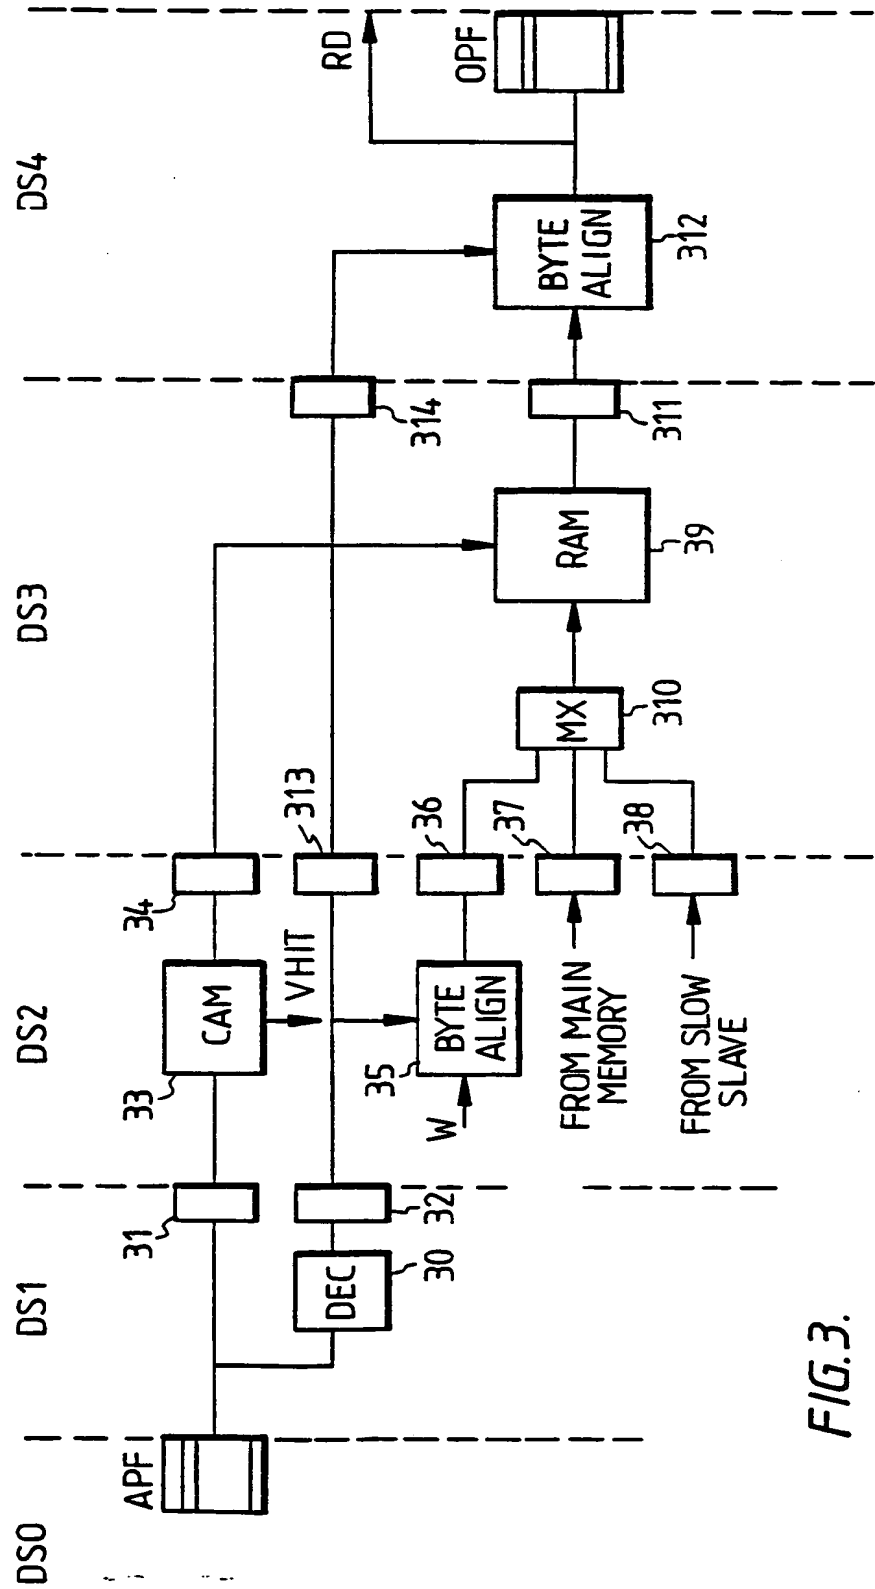 DS0
DS1
DS2
DS3
DS4
APF
31
DEC
30
32
33
CAM
34
VHIT
313
35
BYTE
ALIGN
W
36
FROM MAIN
MEMORY
37
FROM SLOW
SLAVE
38
MX
310
RAM
39
314
311
BYTE
ALIGN
312
RD
OPF
FIG.3.